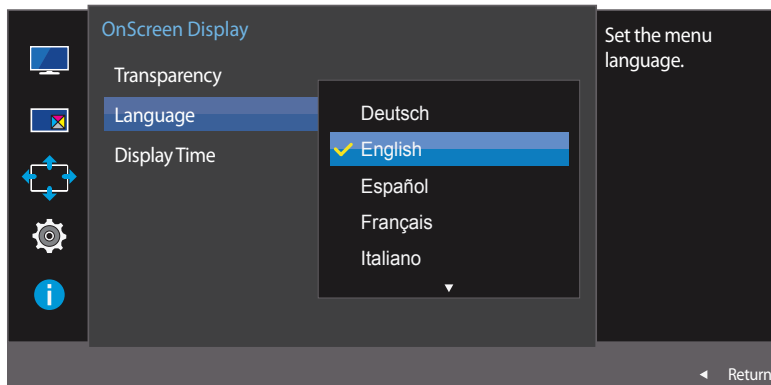 OnScreen Display
Transparency
Language
Display Time
Deutsch
English
Español
Français
Italiano
Set the menu
language.
Return